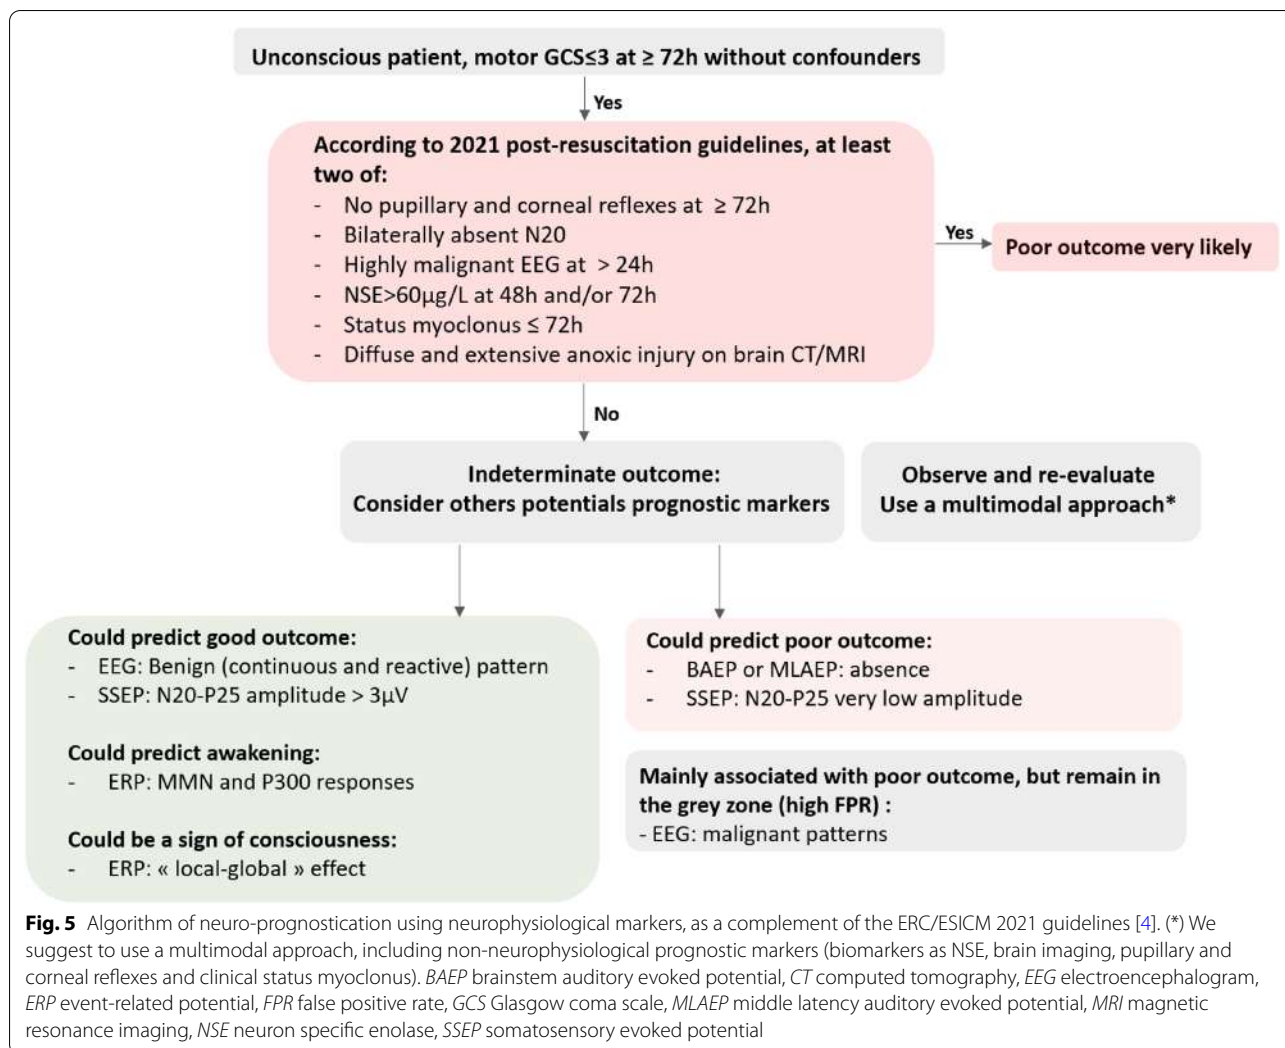 Unconscious patient, motor GCS≤3 at ≥ 72h without confounders
Yes
According to 2021 post-resuscitation guidelines, at least
two of:
- No pupillary and corneal reflexes at ≥ 72h
- Bilaterally absent N20
- Highly malignant EEG at > 24h
- NSE>60µg/L at 48h and/or 72h
- Status myoclonus ≤ 72h
- Diffuse and extensive anoxic injury on brain CT/MRI
Yes
Poor outcome very likely
No
Indeterminate outcome:
Consider others potentials prognostic markers
Observe and re-evaluate
Use a multimodal approach*
Could predict good outcome:
- EEG: Benign (continuous and reactive) pattern
- SSEP: N20-P25 amplitude > 3µV
Could predict awakening:
- ERP: MMN and P300 responses
Could be a sign of consciousness:
- ERP: « local-global » effect
Could predict poor outcome:
- BAEP or MLAEP: absence
- SSEP: N20-P25 very low amplitude
Mainly associated with poor outcome, but remain in
the grey zone (high FPR) :
- EEG: malignant patterns
Fig. 5 Algorithm of neuro-prognostication using neurophysiological markers, as a complement of the ERC/ESICM 2021 guidelines [4]. (*) We
suggest to use a multimodal approach, including non-neurophysiological prognostic markers (biomarkers as NSE, brain imaging, pupillary and
corneal reflexes and clinical status myoclonus). BAEP brainstem auditory evoked potential, CT computed tomography, EEG electroencephalogram,
ERP event-related potential, FPR false positive rate, GCS Glasgow coma scale, MLAEP middle latency auditory evoked potential, MRI magnetic
resonance imaging, NSE neuron specific enolase, SSEP somatosensory evoked potential